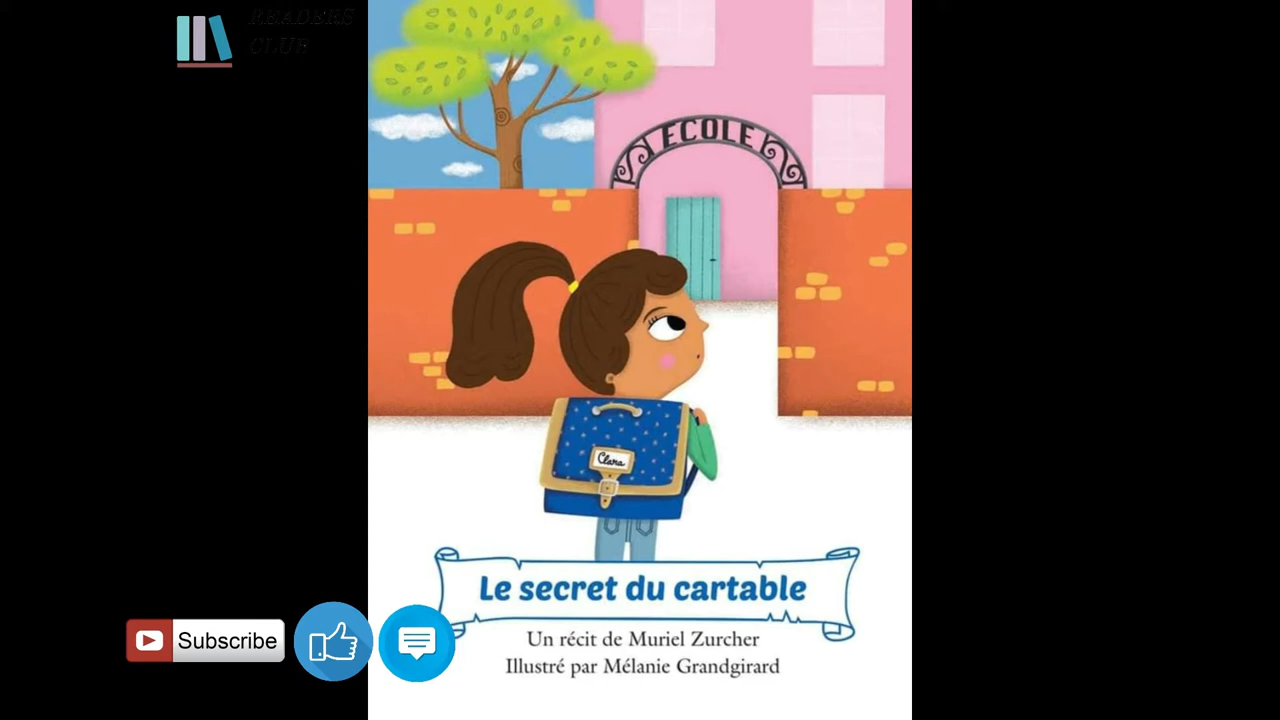 READERS
CLUB
ECOLE
Clara
Le secret du cartable
Un récit de Muriel Zurcher
Illustré par Mélanie Grandgirard
Subscribe